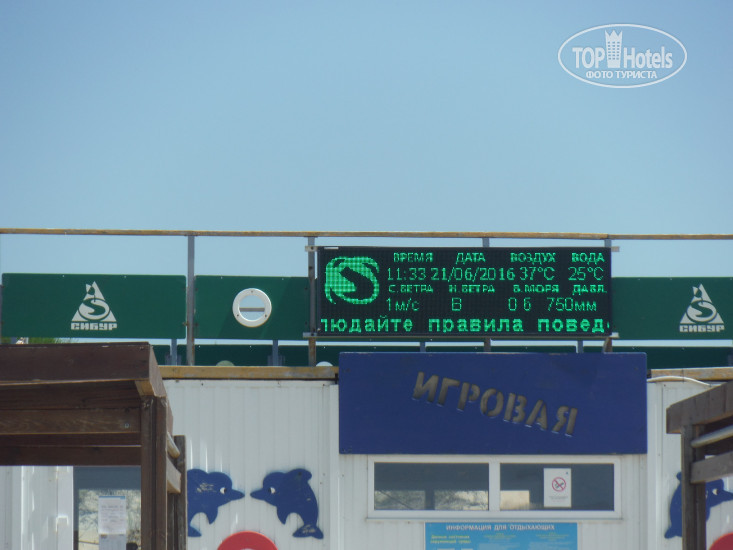 TOP Hotels
ФОТО ТУРИСТА
ВРЕМЯ ДАТА ВОЗДУХ ВОДА
11:33 21/06/2016 37°С 25°С
С.ВЕТРА Н.ВЕТРА В.МОРЯ ДАВЛ.
1м/с В 0 б 750мм
людайте правила повед
СИБУР
СИБУР
ИГРОВАЯ
ИНФОРМАЦИЯ ДЛЯ ОТДЫХАЮЩИХ